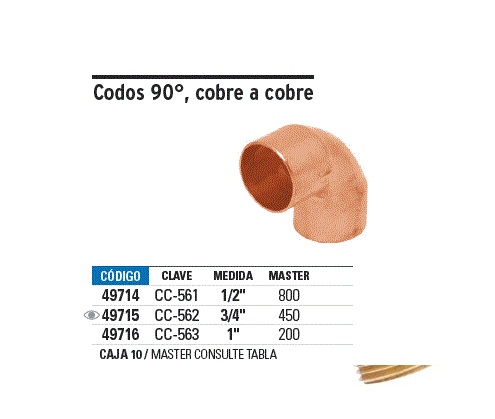 Codos 90°, cobre a cobre
CÓDIGO CLAVE MEDIDA MASTER
49714 CC-561 1/2" 800
49715 CC-562 3/4" 450
49716 CC-563 1" 200
CAJA 10 / MASTER CONSULTE TABLA